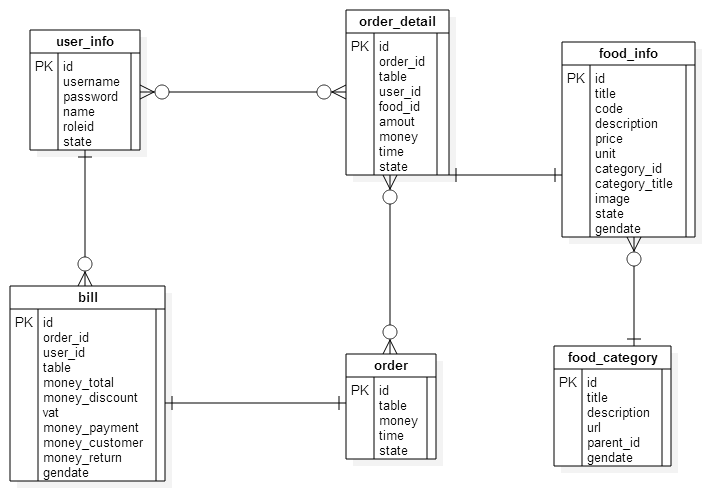 user_info
PK id
username
password
name
roleid
state
order_detail
PK id
order_id
table
user_id
food_id
amout
money
time
state
food_info
PK id
title
code
description
price
unit
category_id
category_title
image
state
gendate
bill
PK id
order_id
user_id
table
money_total
money_discount
vat
money_payment
money_customer
money_return
gendate
order
PK id
table
money
time
state
food_category
PK id
title
description
url
parent_id
gendate